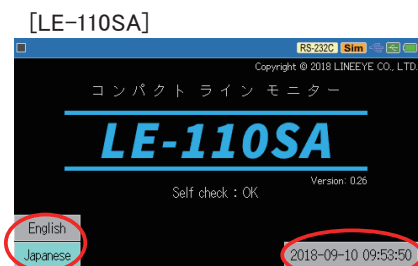 [LE-110SA]
RS-232C Sim
Copyright © 2018 LINEEYE CO., LTD.
コンパクト ライン モニター
LE-110SA
Version: 0.26
Self check : OK
English
Japanese
2018-09-10 09:53:50